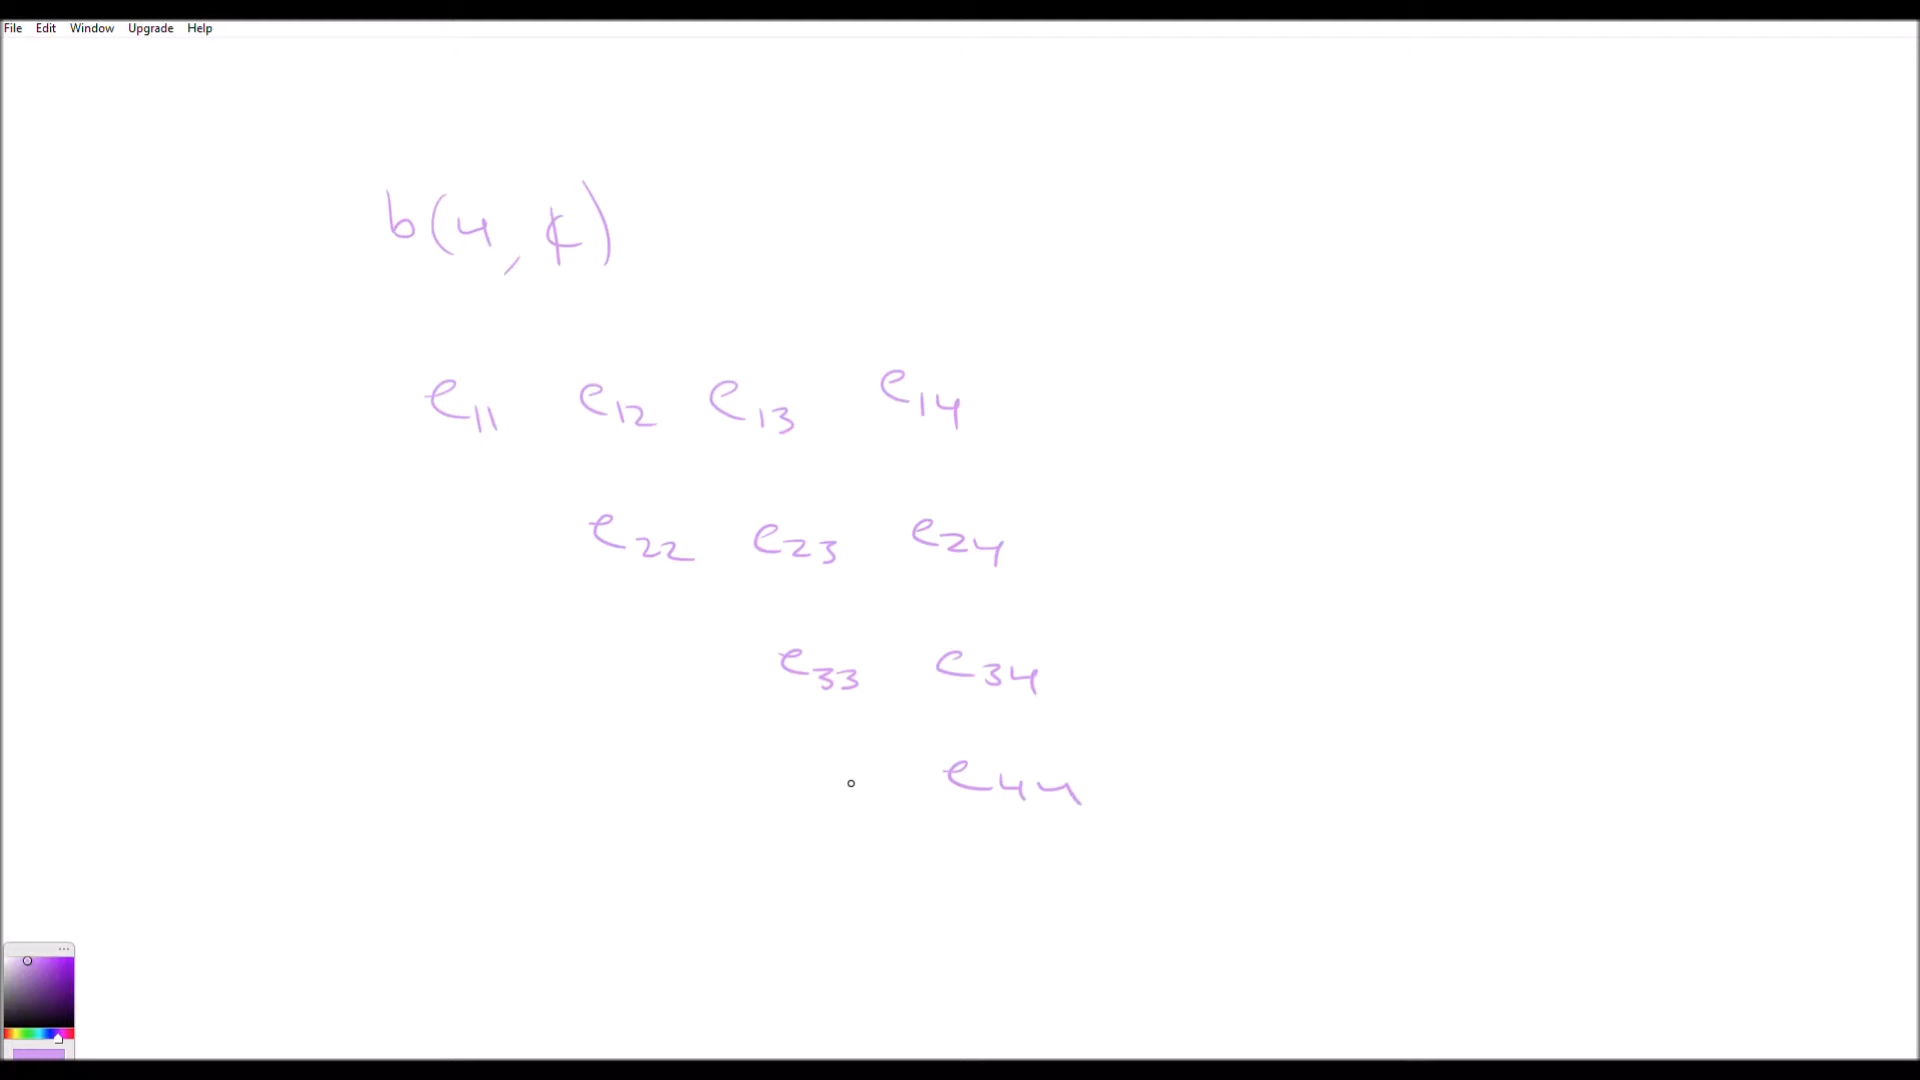 File Edit Window Upgrade Help
b(4, ℂ)
e₁₁ e₁₂ e₁₃ e₁₄
e₂₂ e₂₃ e₂₄
e₃₃ e₃₄
e₄₄